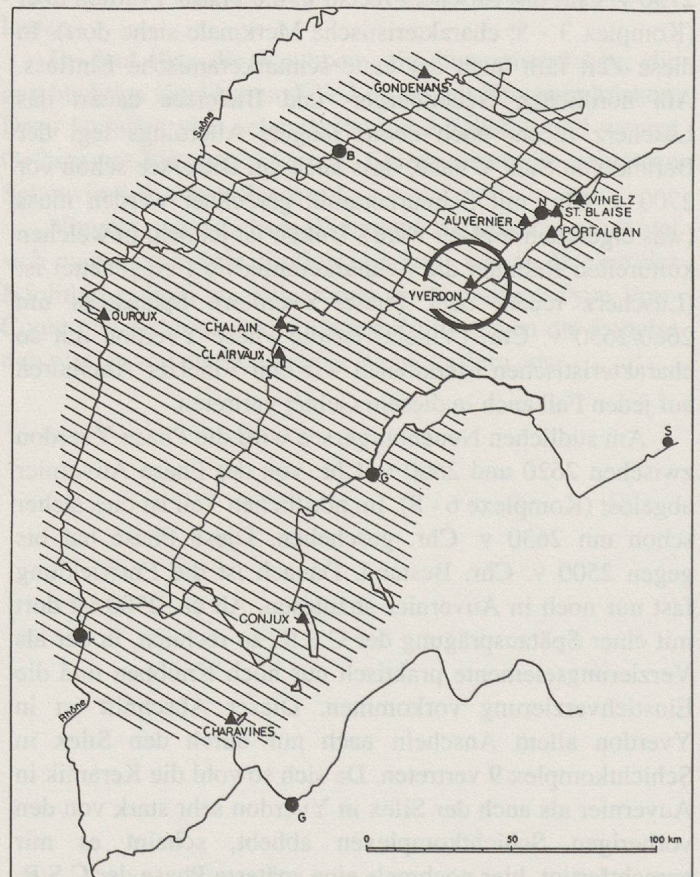 GONDENANS
Saône
B
VINELZ
N
ST. BLAISE
AUVERNIER
PORTALBAN
YVERDON
OUROUX
CHALAIN
CLAIRVAUX
S
G
CONJUX
L
Rhône
CHARAVINES
G
0 50 100 km